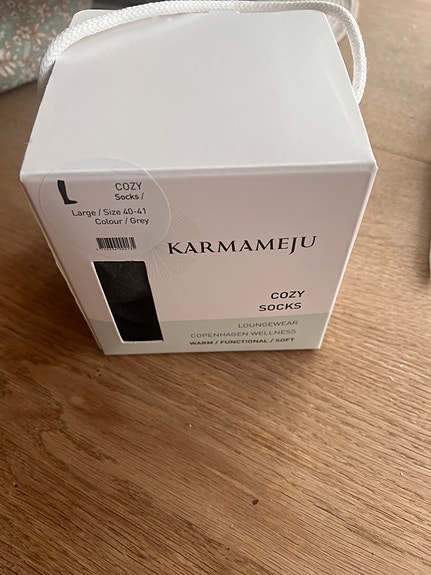 COZY
Socks /
Large / Size 40-41
Colour / Grey
KARMAMEJU
COZY
SOCKS
LOUNGEWEAR
COPENHAGEN WELLNESS
WARM / FUNCTIONAL / SOFT